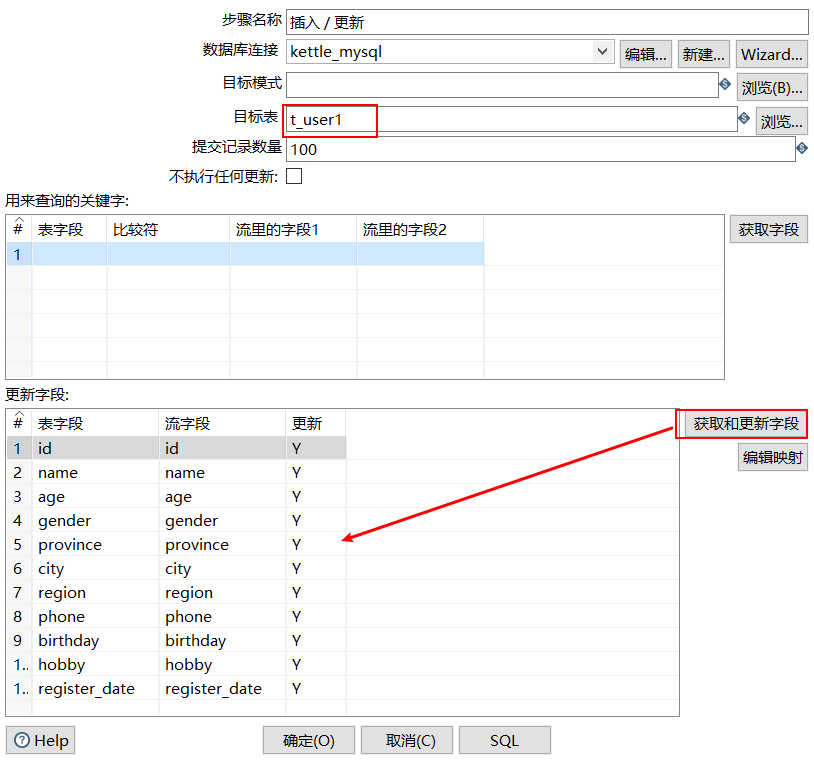 步骤名称 插入 / 更新
数据库连接 kettle_mysql 编辑... 新建... Wizard...
目标模式 浏览(B)...
目标表 t_user1 浏览...
提交记录数量 100
不执行任何更新:
用来查询的关键字:
# 表字段 比较符 流里的字段1 流里的字段2 获取字段
1
更新字段:
# 表字段 流字段 更新 获取和更新字段
1 id id Y 编辑映射
2 name name Y
3 age age Y
4 gender gender Y
5 province province Y
6 city city Y
7 region region Y
8 phone phone Y
9 birthday birthday Y
1.. hobby hobby Y
1.. register_date register_date Y
Help 确定(O) 取消(C) SQL